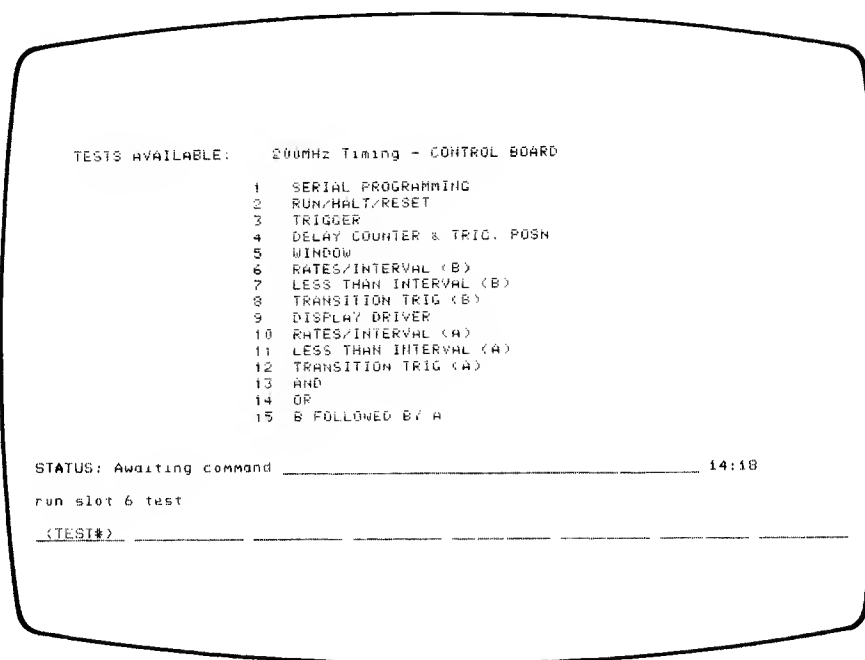 TESTS AVAILABLE: 200MHz Timing - CONTROL BOARD
1 SERIAL PROGRAMMING
2 RUN/HALT/RESET
3 TRIGGER
4 DELAY COUNTER & TRIG. POSN
5 WINDOW
6 RATES/INTERVAL (B)
7 LESS THAN INTERVAL (B)
8 TRANSITION TRIG (B)
9 DISPLAY DRIVER
10 RATES/INTERVAL (A)
11 LESS THAN INTERVAL (A)
12 TRANSITION TRIG (A)
13 AND
14 OR
15 B FOLLOWED BY A
STATUS: Awaiting command 14:18
run slot 6 test
<TEST#>